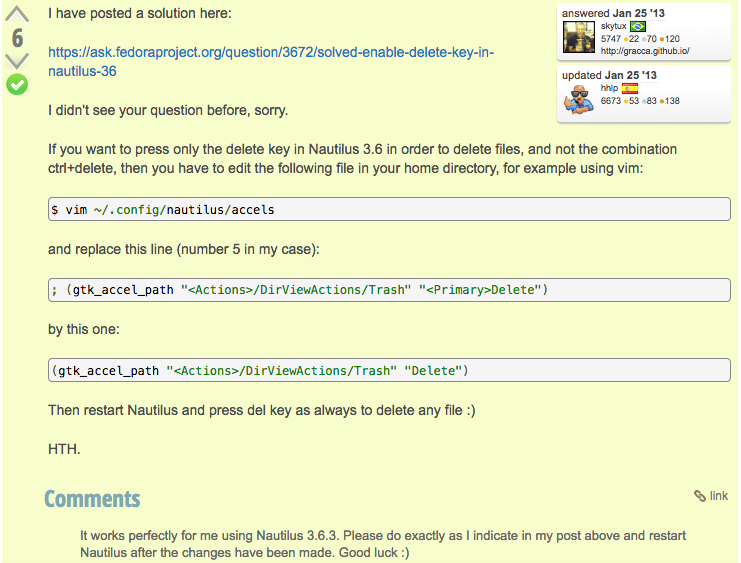 I have posted a solution here:
answered Jan 25 '13
skytux
5747 22 70 120
http://gracca.github.io/
6
https://ask.fedoraproject.org/question/3672/solved-enable-delete-key-in-
nautilus-36
updated Jan 25 '13
hhlp
6673 53 83 138
I didn't see your question before, sorry.
If you want to press only the delete key in Nautilus 3.6 in order to delete files, and not the combination
ctrl+delete, then you have to edit the following file in your home directory, for example using vim:
$ vim ~/.config/nautilus/accels
and replace this line (number 5 in my case):
; (gtk_accel_path "<Actions>/DirViewActions/Trash" "<Primary>Delete")
by this one:
(gtk_accel_path "<Actions>/DirViewActions/Trash" "Delete")
Then restart Nautilus and press del key as always to delete any file :)
HTH.
Comments
link
It works perfectly for me using Nautilus 3.6.3. Please do exactly as I indicate in my post above and restart
Nautilus after the changes have been made. Good luck :)